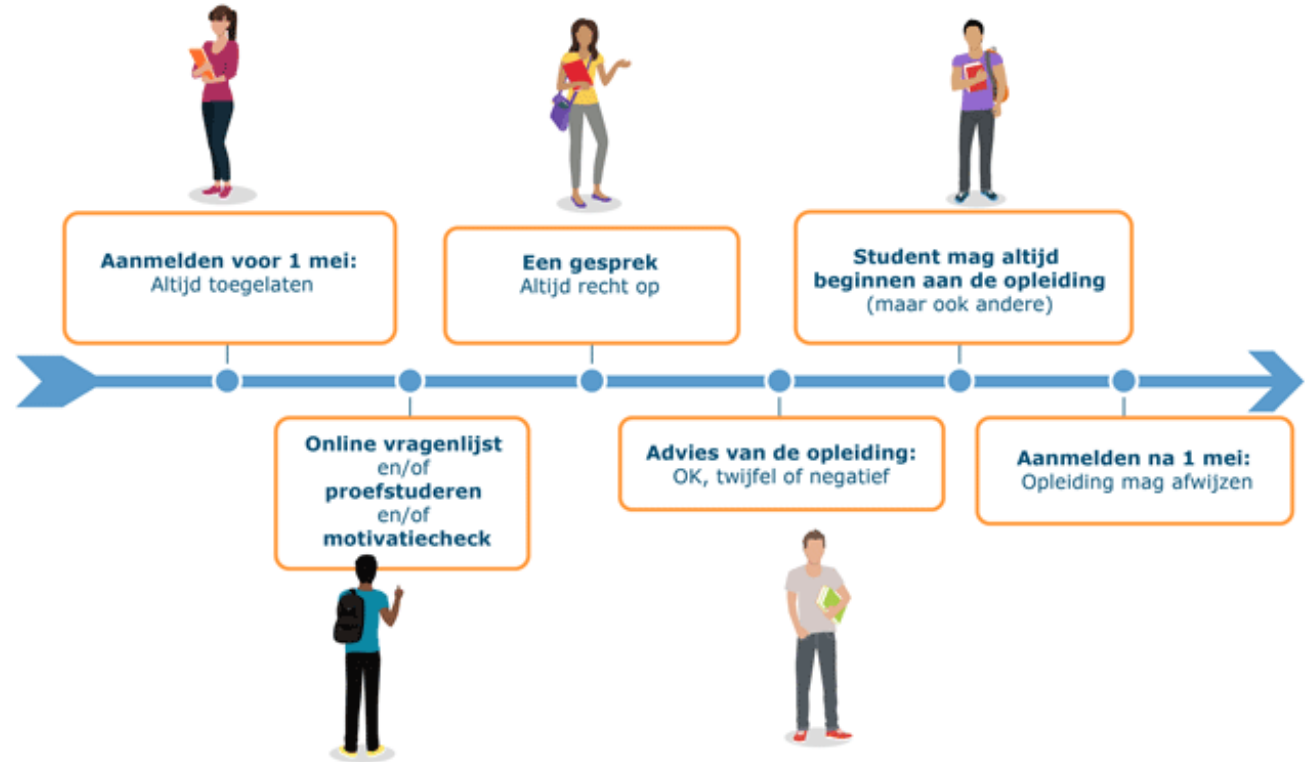 Aanmelden voor 1 mei:
Altijd toegelaten
Online vragenlijst
en/of
proefstuderen
en/of
motivatiecheck
Een gesprek
Altijd recht op
Advies van de opleiding:
OK, twijfel of negatief
Student mag altijd
beginnen aan de opleiding
(maar ook andere)
Aanmelden na 1 mei:
Opleiding mag afwijzen